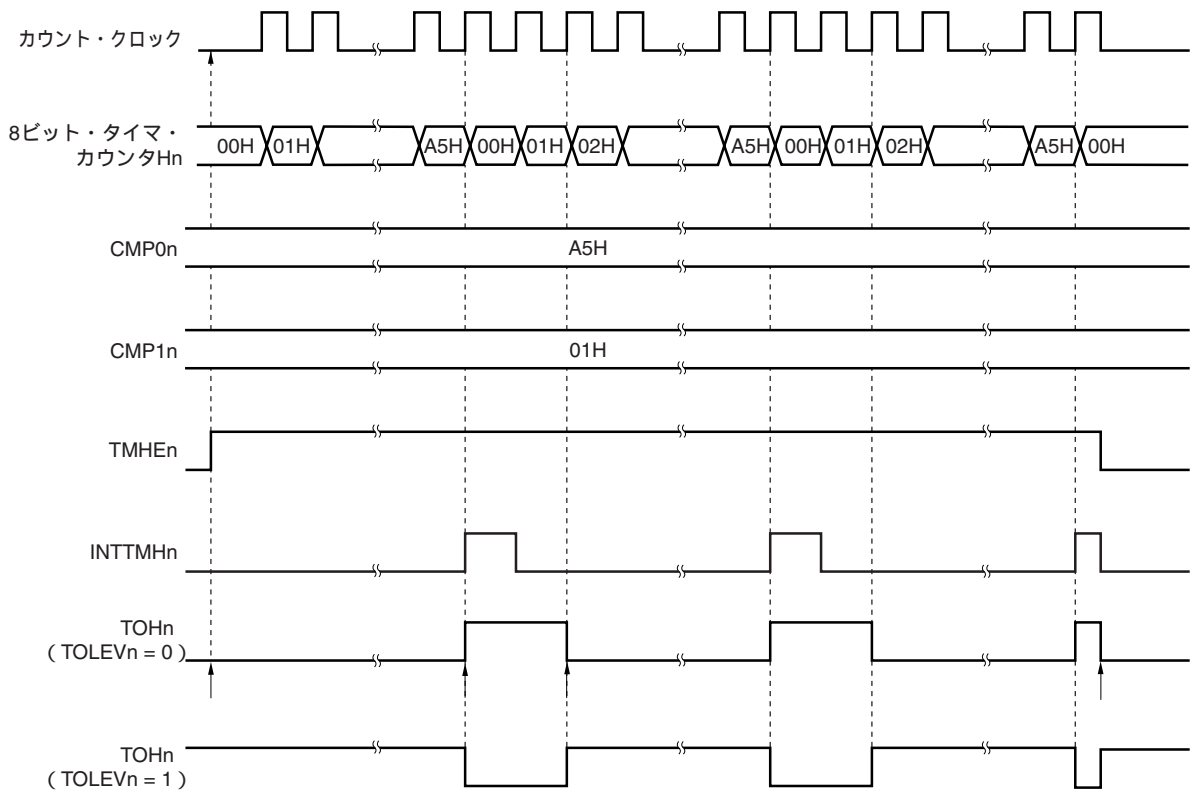 カウント・クロック
8ビット・タイマ・
カウンタHn
00H 01H A5H 00H 01H 02H A5H 00H 01H 02H A5H 00H
CMP0n
A5H
CMP1n
01H
TMHEn
INTTMHn
TOHn
(TOLEVn = 0)
TOHn
(TOLEVn = 1)